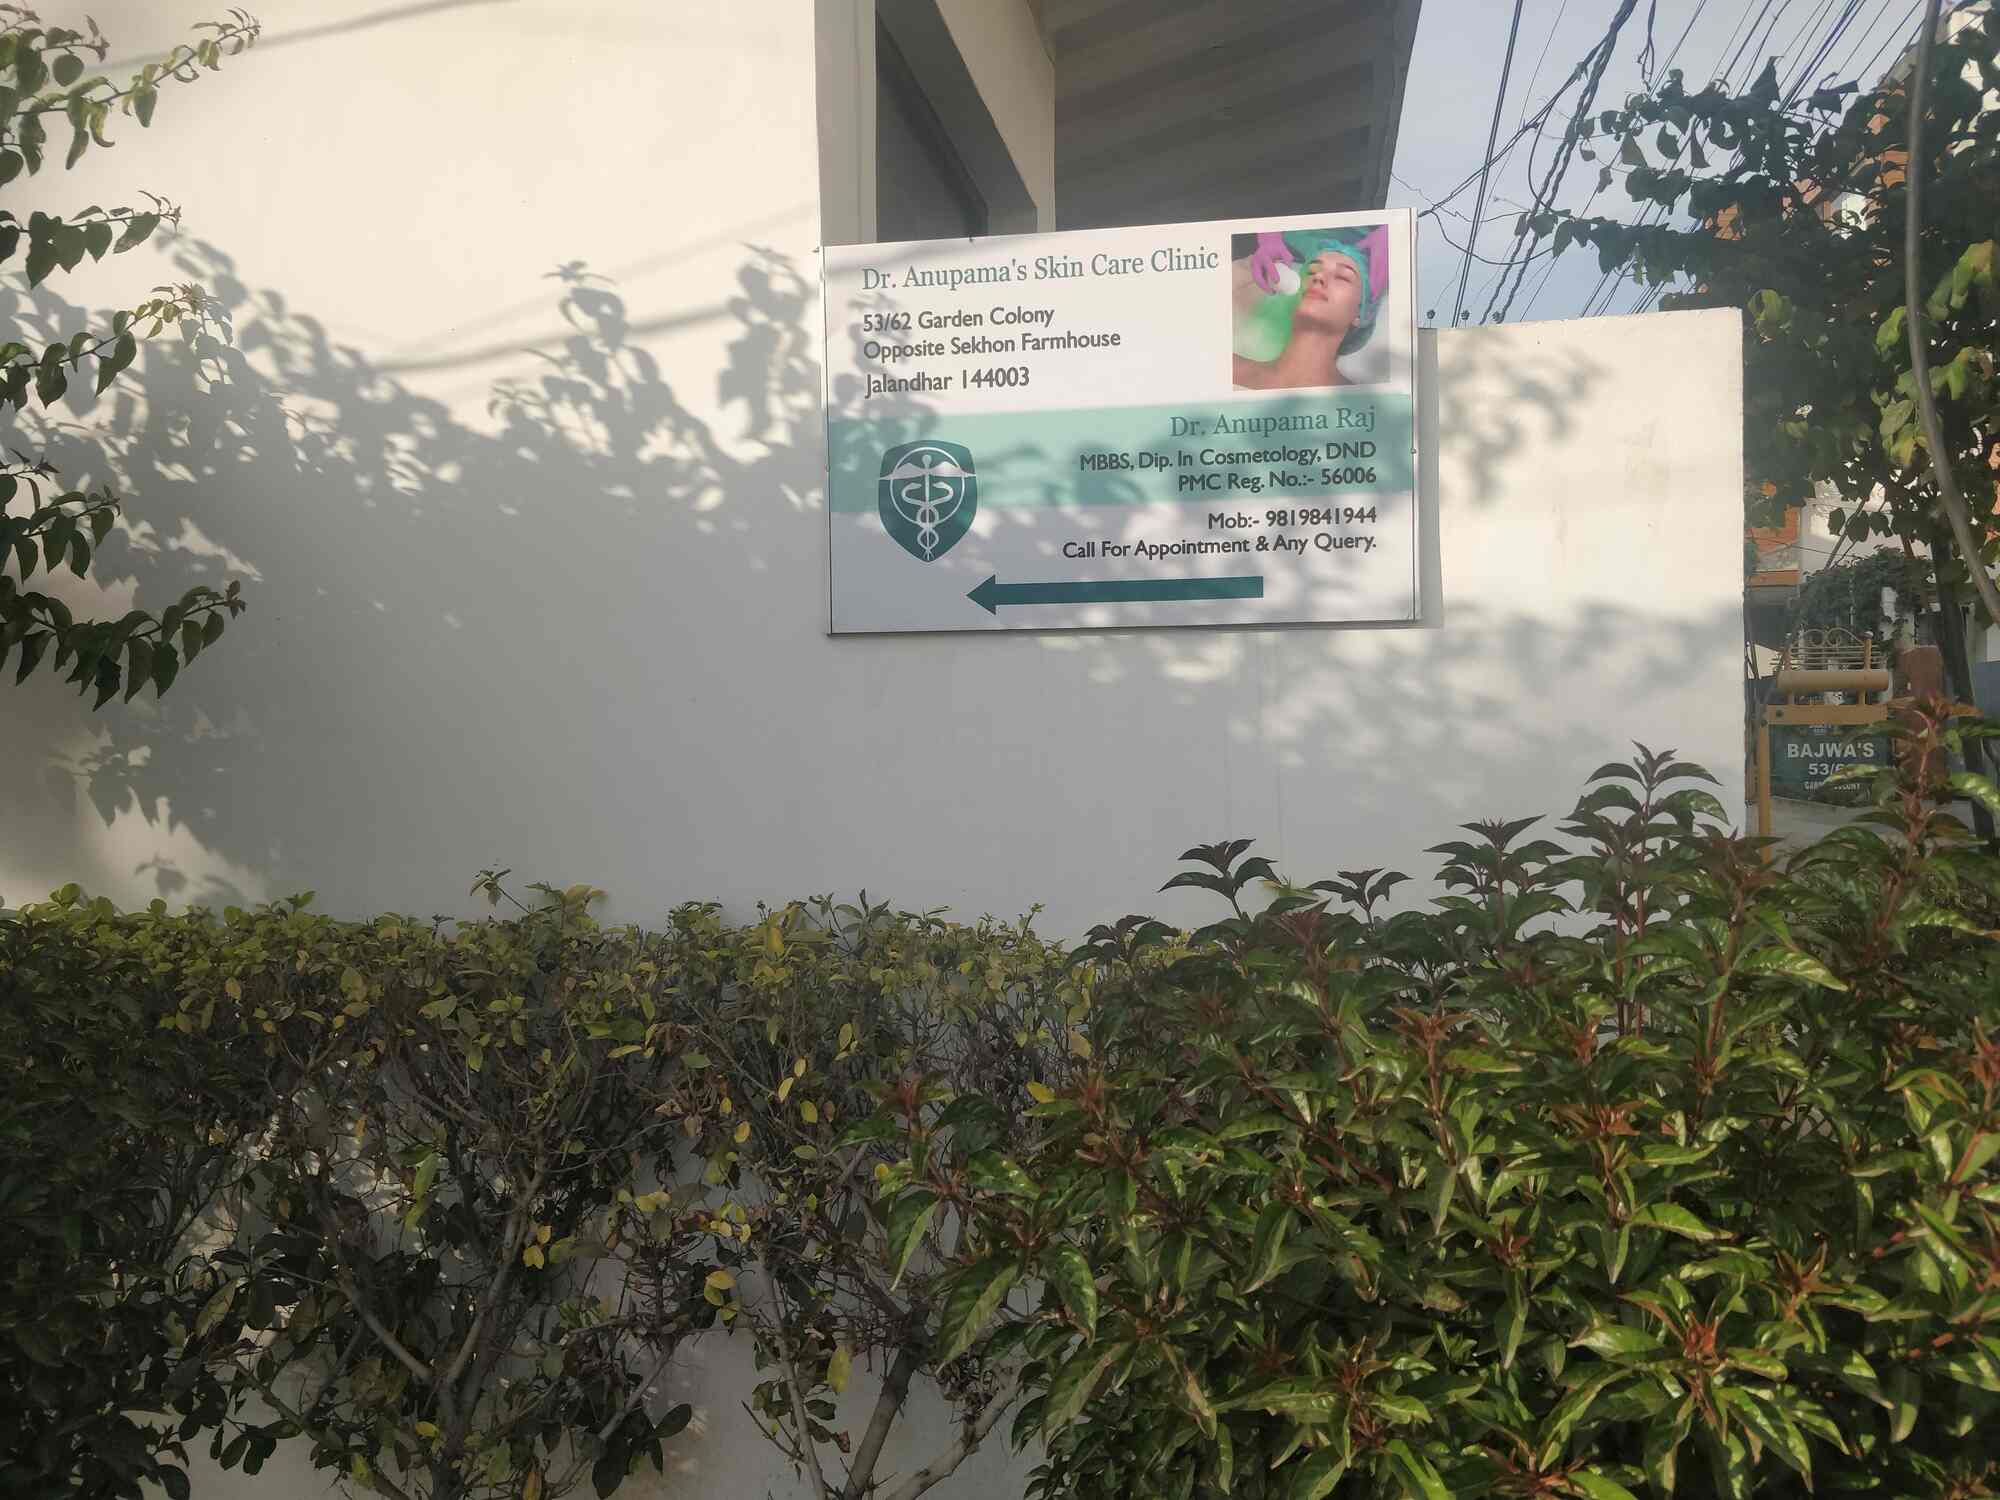 Dr. Anupama's Skin Care Clinic
53/62 Garden Colony
Opposite Sekhon Farmhouse
Jalandhar 144003
Dr. Anupama Raj
MBBS, Dip. In Cosmetology, DND
PMC Reg. No.:- 56006
Mob:- 9819841944
Call For Appointment & Any Query.
BAJWA'S